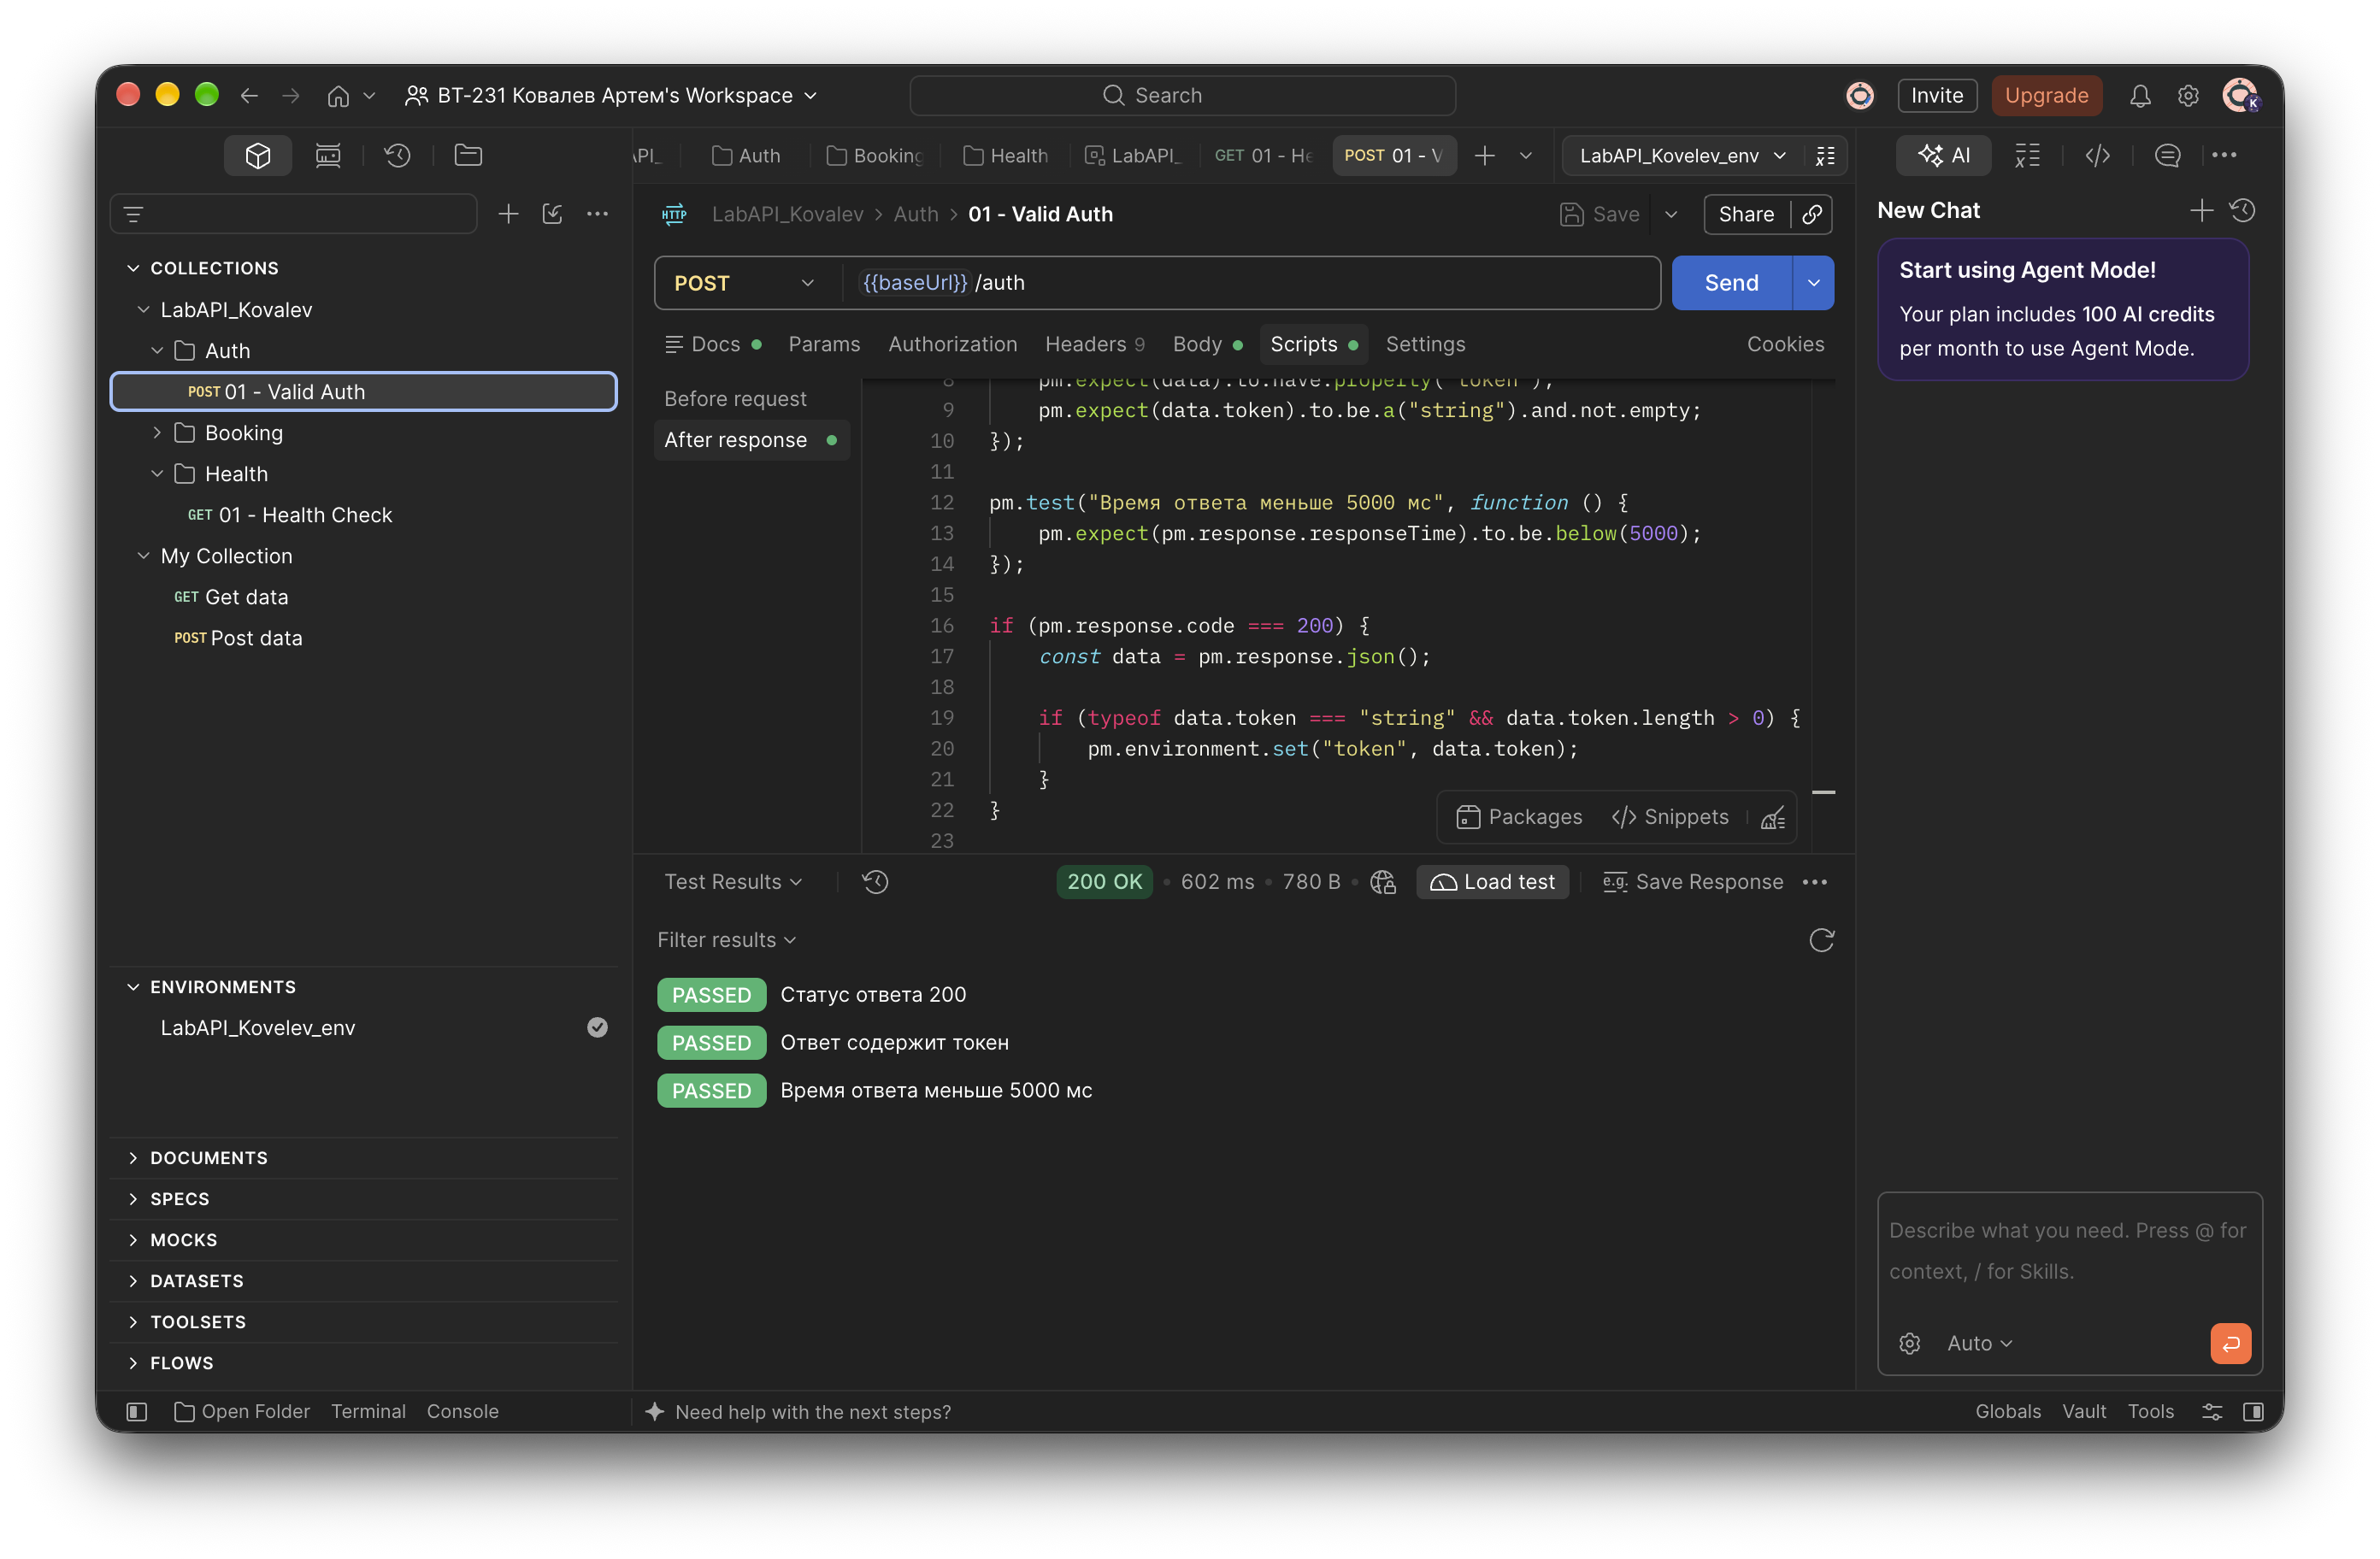 BT-231 Ковалев Артем's Workspace
Search
Invite
Upgrade
K
Auth
Booking
Health
LabAPI_
GET 01 - He
POST 01 - V
LabAPI_Kovelev_env
AI
HTTP
LabAPI_Kovalev > Auth > 01 - Valid Auth
Save
Share
New Chat
Start using Agent Mode!
Your plan includes 100 AI credits
per month to use Agent Mode.
COLLECTIONS
LabAPI_Kovalev
Auth
POST 01 - Valid Auth
Booking
Health
GET 01 - Health Check
My Collection
GET Get data
POST Post data
ENVIRONMENTS
LabAPI_Kovelev_env
DOCUMENTS
SPECS
MOCKS
DATASETS
TOOLSETS
FLOWS
POST
{{baseUrl}} /auth
Send
Docs
Params
Authorization
Headers 9
Body
Scripts
Settings
Cookies
Before request
After response
8 pm.expect(data).to.have.property("token");
9 pm.expect(data.token).to.be.a("string").and.not.empty;
10 });
11
12 pm.test("Время ответа меньше 5000 мс", function () {
13 pm.expect(pm.response.responseTime).to.be.below(5000);
14 });
15
16 if (pm.response.code === 200) {
17 const data = pm.response.json();
18
19 if (typeof data.token === "string" && data.token.length > 0) {
20 pm.environment.set("token", data.token);
21 }
22 }
23
Packages
Snippets
Test Results
200 OK • 602 ms • 780 B
Load test
e.g. Save Response
Filter results
PASSED Статус ответа 200
PASSED Ответ содержит токен
PASSED Время ответа меньше 5000 мс
Describe what you need. Press @ for
context, / for Skills.
Auto
Open Folder
Terminal
Console
Need help with the next steps?
Globals
Vault
Tools